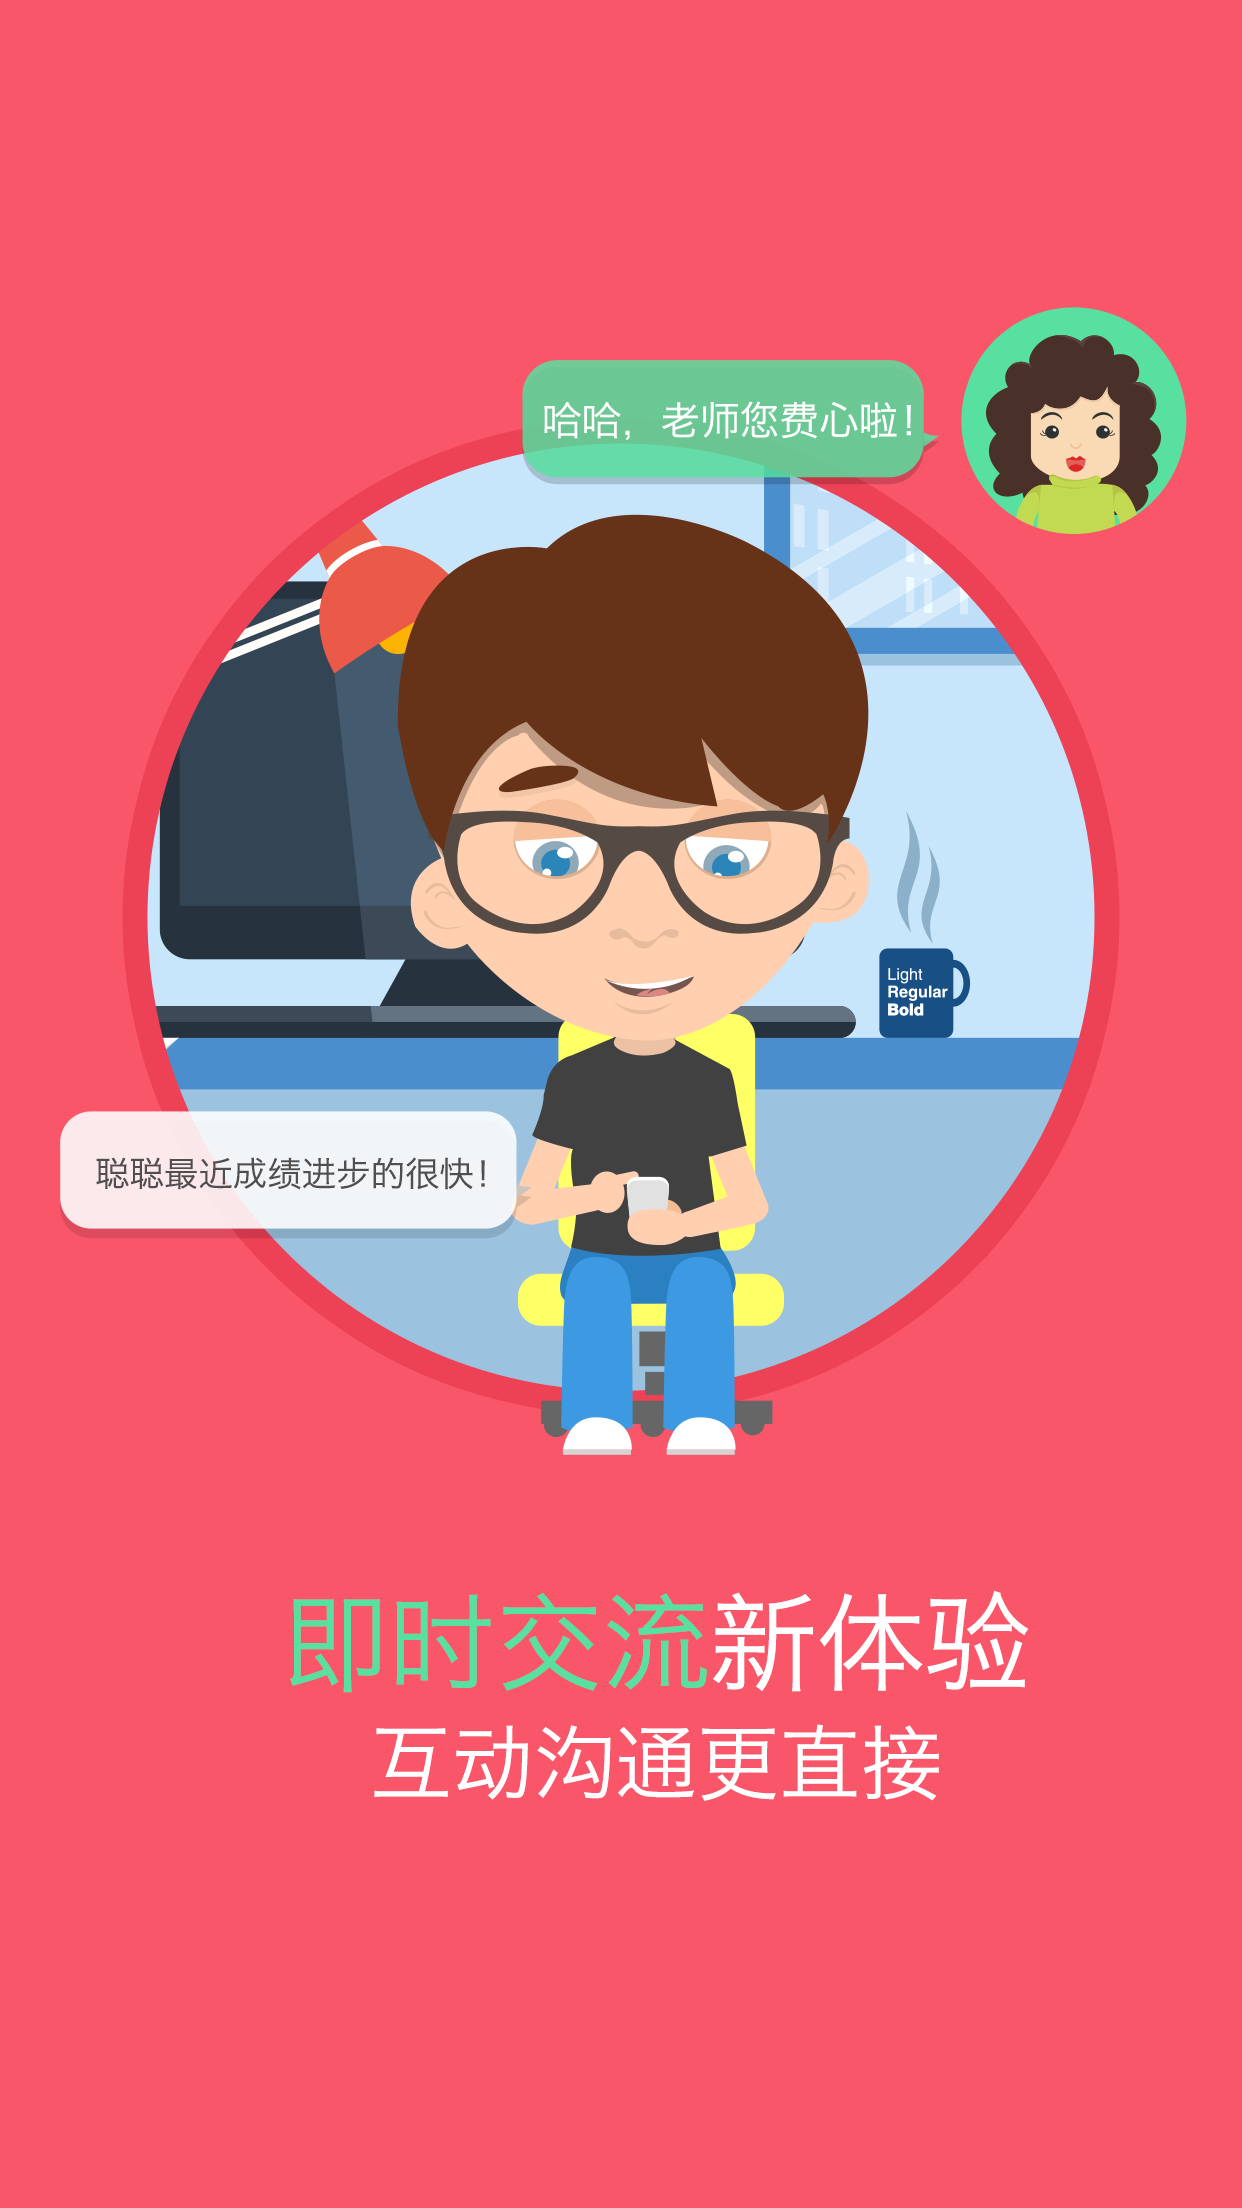 哈哈，老师您费心啦！
Light
Regular
Bold
聪聪最近成绩进步的很快！
即时交流新体验
互动沟通更直接